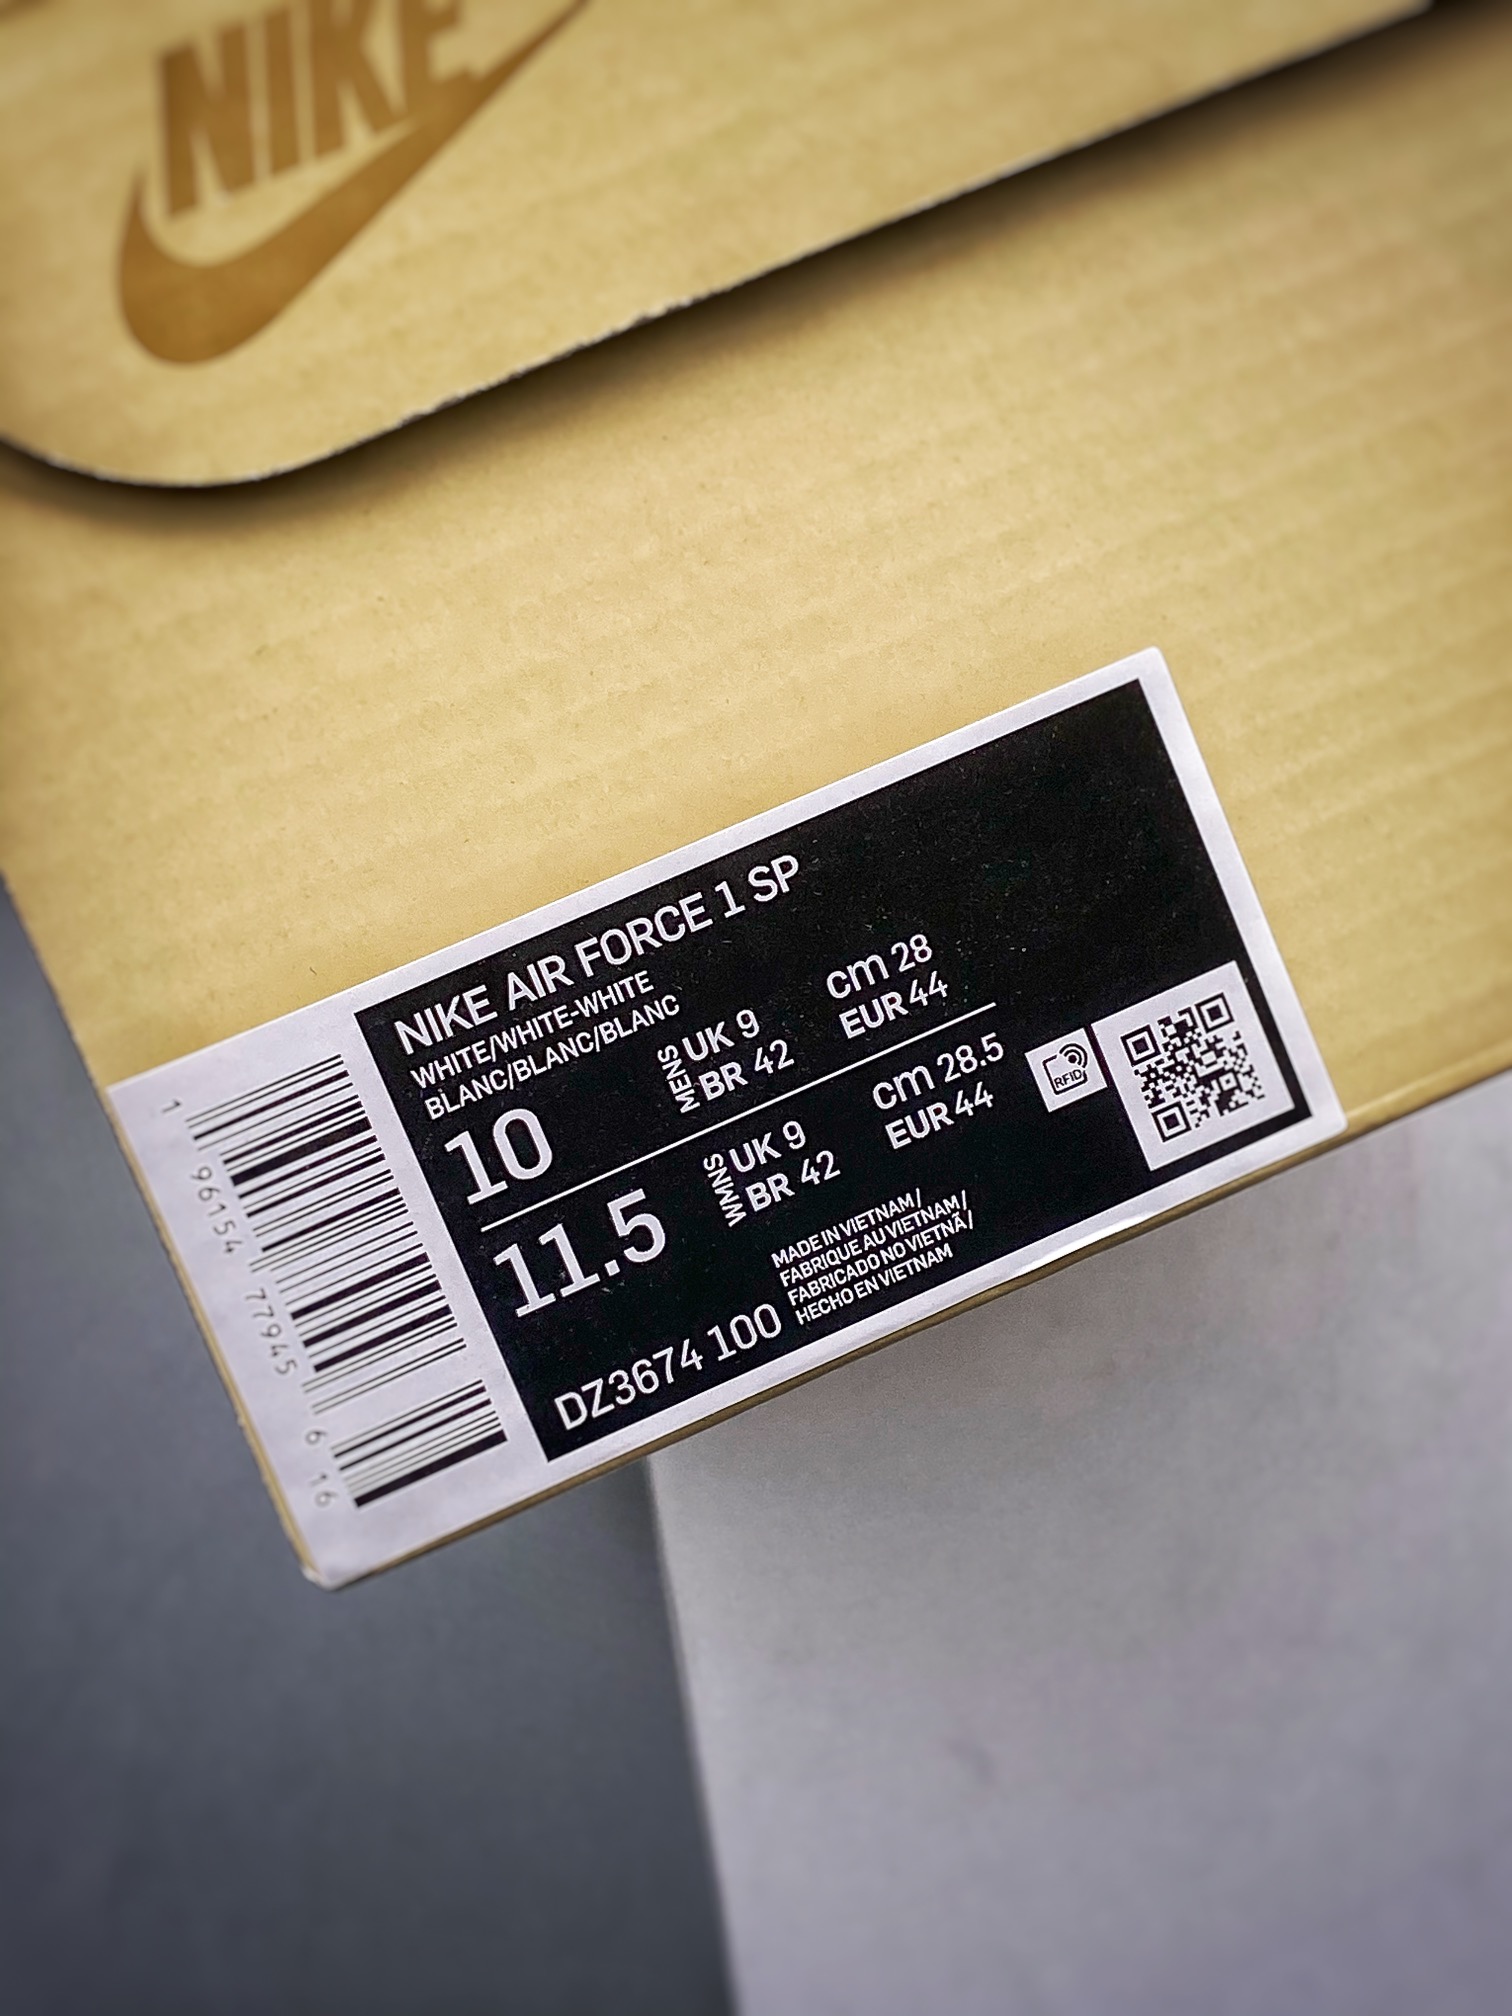 NIKE
NIKE AIR FORCE 1 SP
WHITE/WHITE-WHITE
BLANC/BLANC/BLANC
10
MENS
UK 9
BR 42
cm 28
EUR 44
11.5
WMNS
UK 9
BR 42
cm 28.5
EUR 44
RFID
DZ3674 100
MADE IN VIETNAM/
FABRIQUE AU VIETNAM/
FABRICADO NO VIETNÃ/
HECHO EN VIETNAM
1 96154 77945 6 16